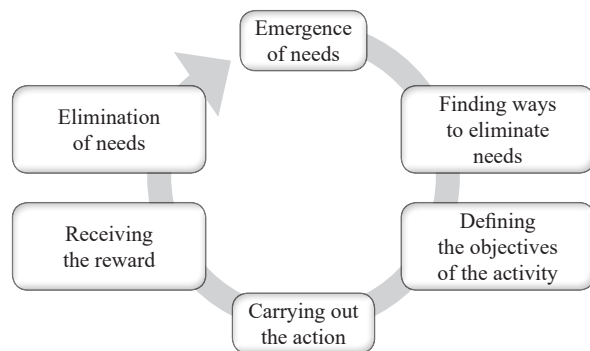 Emergence
of needs
Finding ways
to eliminate
needs
Defining
the objectives
of the activity
Carrying out
the action
Receiving
the reward
Elimination
of needs